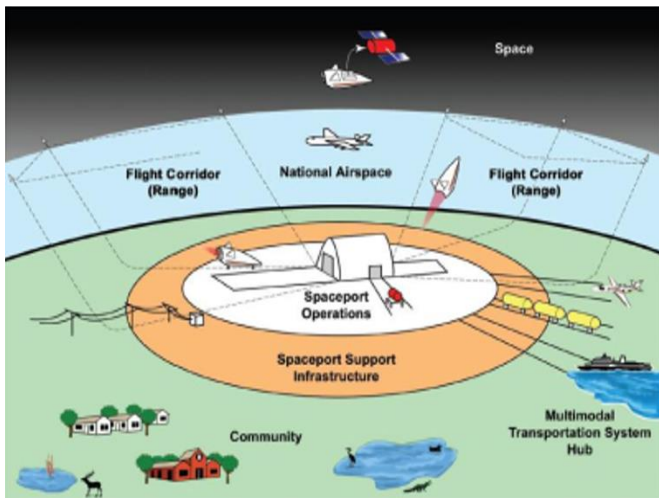 Space
Flight Corridor
(Range)
National Airspace
Flight Corridor
(Range)
Spaceport
Operations
Spaceport Support
Infrastructure
Community
Multimodal
Transportation System
Hub